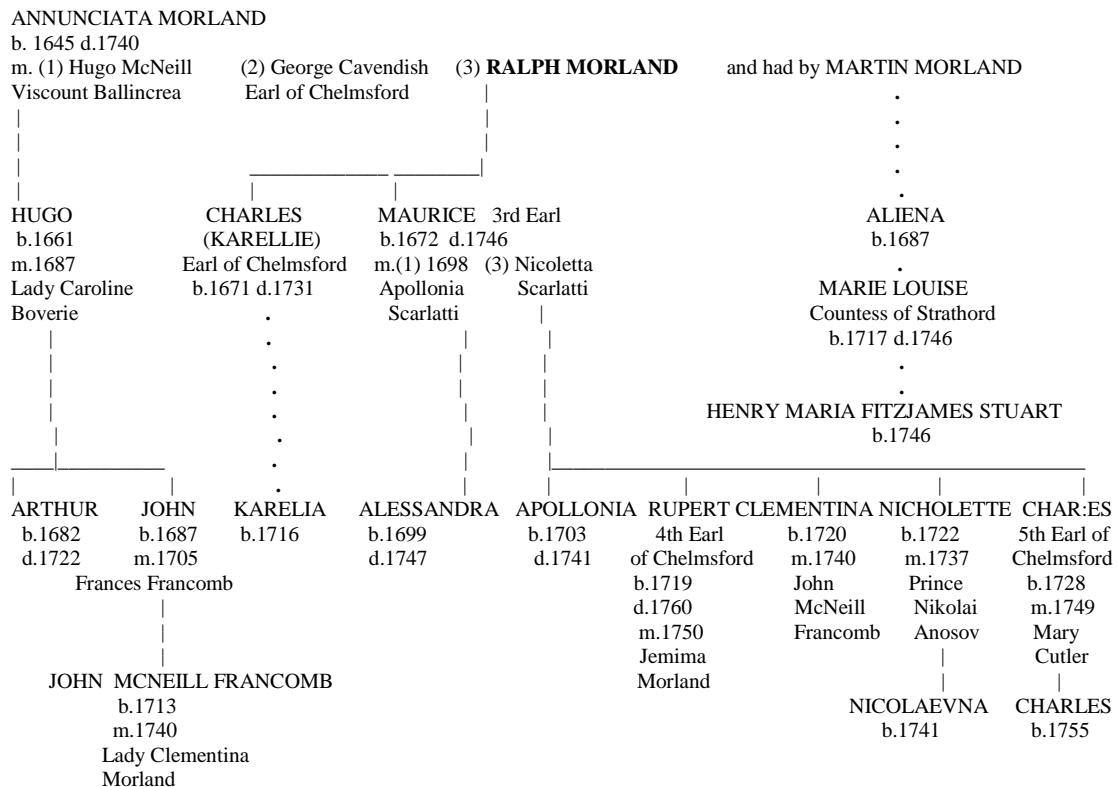 ANNUNCIATA MORLAND
b. 1645 d.1740
m. (1) Hugo McNeill (2) George Cavendish (3) RALPH MORLAND and had by MARTIN MORLAND
Viscount Ballincrea Earl of Chelmsford
HUGO CHARLES MAURICE 3rd Earl ALIENA
b.1661 (KARELLIE) b.1672 d.1746 b.1687
m.1687 Earl of Chelmsford m.(1) 1698 (3) Nicoletta
Lady Caroline b.1671 d.1731 Apollonia Scarlatti MARIE LOUISE
Boverie Scarlatti Countess of Strathord
b.1717 d.1746
HENRY MARIA FITZJAMES STUART
b.1746
ARTHUR JOHN KARELIA ALESSANDRA APOLLONIA RUPERT CLEMENTINA NICHOLETTE CHAR:ES
b.1682 b.1687 b.1716 b.1699 b.1703 4th Earl b.1720 b.1722 5th Earl of
d.1722 m.1705 d.1747 d.1741 of Chelmsford m.1740 m.1737 Chelmsford
Frances Francomb b.1719 John Prince b.1728
d.1760 McNeill Nikolai m.1749
m.1750 Francomb Anosov Mary
Jemima Cutler
JOHN MCNEILL FRANCOMB Morland
b.1713 NICOLAEVNA CHARLES
m.1740 b.1741 b.1755
Lady Clementina
Morland